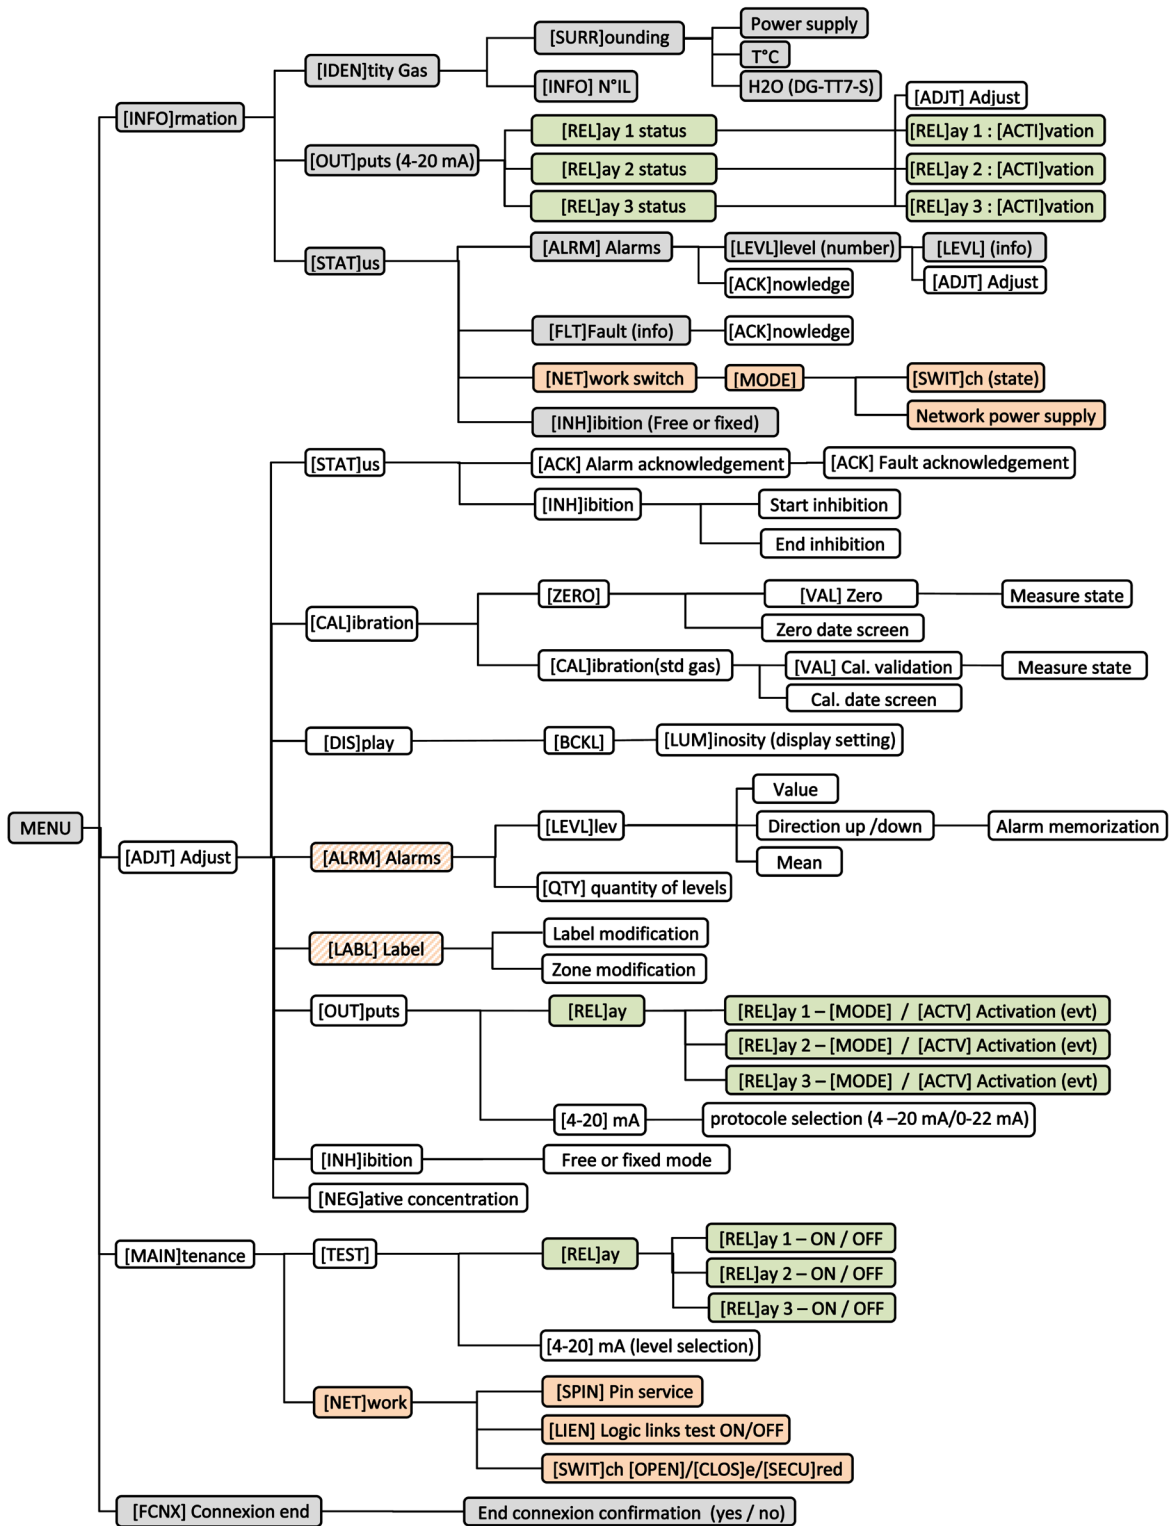 Power supply
[SURR]ounding
T°C
[IDEN]tity Gas
[INFO] N°IL
H2O (DG-TT7-S)
[ADJT] Adjust
[INFO]rmation
[REL]ay 1 status
[REL]ay 1 : [ACTI]vation
[OUT]puts (4-20 mA)
[REL]ay 2 status
[REL]ay 2 : [ACTI]vation
[REL]ay 3 status
[REL]ay 3 : [ACTI]vation
[STAT]us
[ALRM] Alarms
[LEVL]level (number)
[LEVL] (info)
[ACK]nowledge
[ADJT] Adjust
[FLT]Fault (info)
[ACK]nowledge
[NET]work switch
[MODE]
[SWIT]ch (state)
Network power supply
[INH]ibition (Free or fixed)
[STAT]us
[ACK] Alarm acknowledgement
[ACK] Fault acknowledgement
[INH]ibition
Start inhibition
End inhibition
[CAL]ibration
[ZERO]
[VAL] Zero
Measure state
Zero date screen
[CAL]ibration(std gas)
[VAL] Cal. validation
Measure state
Cal. date screen
[DIS]play
[BCKL]
[LUM]inosity (display setting)
MENU
[ADJT] Adjust
[ALRM] Alarms
[LEVL]lev
Value
Direction up /down
Alarm memorization
Mean
[QTY] quantity of levels
[LABL] Label
Label modification
Zone modification
[OUT]puts
[REL]ay
[REL]ay 1 – [MODE] / [ACTV] Activation (evt)
[REL]ay 2 – [MODE] / [ACTV] Activation (evt)
[REL]ay 3 – [MODE] / [ACTV] Activation (evt)
[4-20] mA
protocole selection (4 –20 mA/0-22 mA)
[INH]ibition
Free or fixed mode
[NEG]ative concentration
[MAIN]tenance
[TEST]
[REL]ay
[REL]ay 1 – ON / OFF
[REL]ay 2 – ON / OFF
[REL]ay 3 – ON / OFF
[4-20] mA (level selection)
[NET]work
[SPIN] Pin service
[LIEN] Logic links test ON/OFF
[SWIT]ch [OPEN]/[CLOS]e/[SECU]red
[FCNX] Connexion end
End connexion confirmation (yes / no)